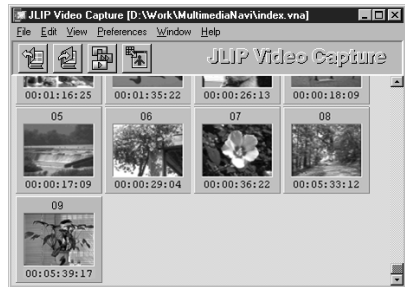 JLIP Video Capture [D:\Work\MultimediaNavi\index.vna]
File Edit View Preferences Window Help
JLIP Video Capture
00:01:16:25 00:01:35:22 00:00:26:13 00:00:18:09
05 06 07 08
00:00:17:09 00:00:29:04 00:00:36:22 00:05:33:12
09
00:05:39:17